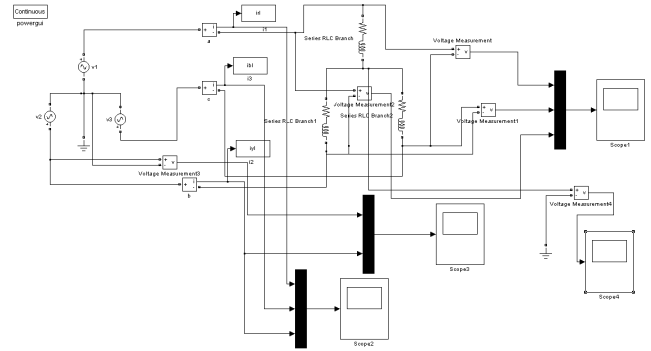 Continuous
powergui
irl
i1
a
v1
ibl
i3
c
v2
v3
iyl
i2
Voltage Measurement3
b
Series RLC Branch
Voltage Measurement
Voltage Measurement2
Series RLC Branch1
Series RLC Branch2
Voltage Measurement1
Scope1
Voltage Measurement4
Scope3
Scope4
Scope2